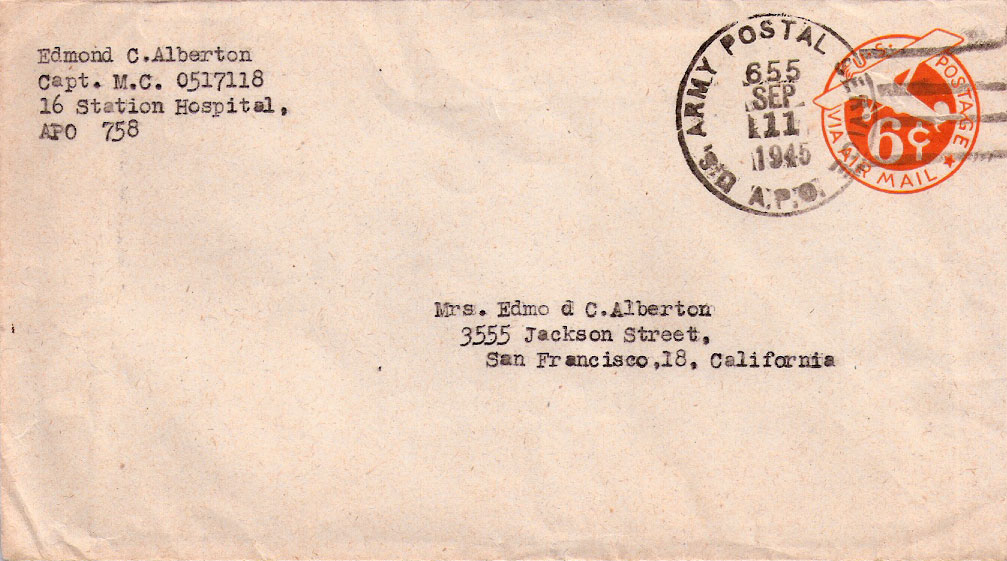 Edmond C.Alberton
Capt. M.C. 0517118
16 Station Hospital,
APO 758
U.S. ARMY POSTAL SERVICE
655
SEP
11
1945
A.P.O.
U.S. POSTAGE
6¢
VIA AIR MAIL
Mrs. Edmo d C.Alberton
3555 Jackson Street,
San Francisco,18, California